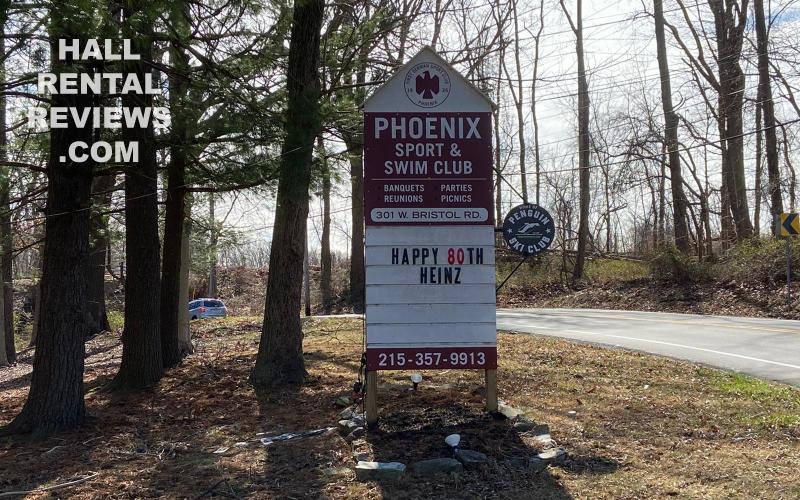 HALL
RENTAL
REVIEWS
.COM
PHOENIX
PHOENIX
SPORT &
SWIM CLUB
BANQUETS PARTIES
REUNIONS PICNICS
301 W. BRISTOL RD.
PENGUIN
SKI CLUB
HAPPY 80TH
HEINZ
215-357-9913